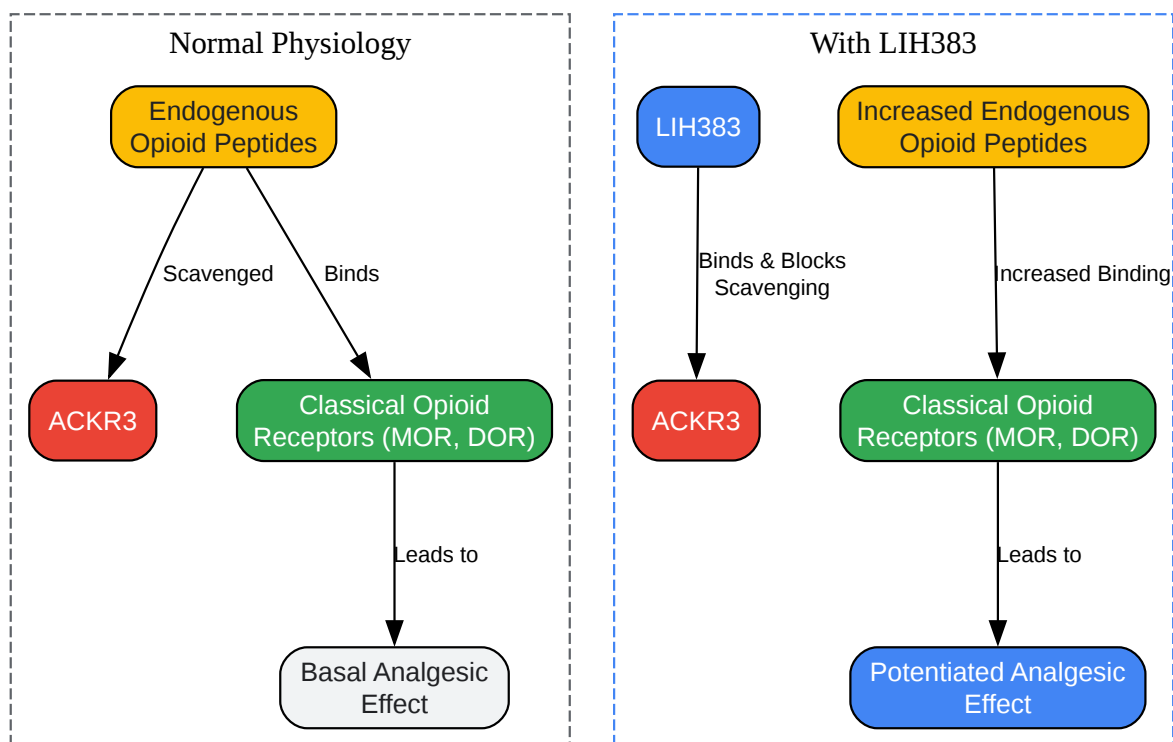 Normal Physiology
Endogenous
Opioid Peptides
Scavenged
Binds
ACKR3
Classical Opioid
Receptors (MOR, DOR)
Leads to
Basal Analgesic
Effect
With LIH383
LIH383
Increased Endogenous
Opioid Peptides
Binds & Blocks
Scavenging
Increased Binding
ACKR3
Classical Opioid
Receptors (MOR, DOR)
Leads to
Potentiated Analgesic
Effect